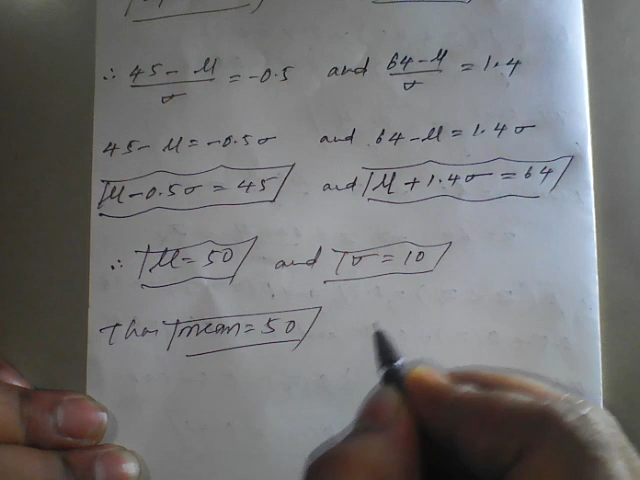 ∴ 45 - μ / σ = -0.5 and 64 - μ / σ = 1.4
45 - μ = -0.5σ and 64 - μ = 1.4σ
μ - 0.5σ = 45 and μ + 1.4σ = 64
∴ μ = 50 and σ = 10
mean = 50